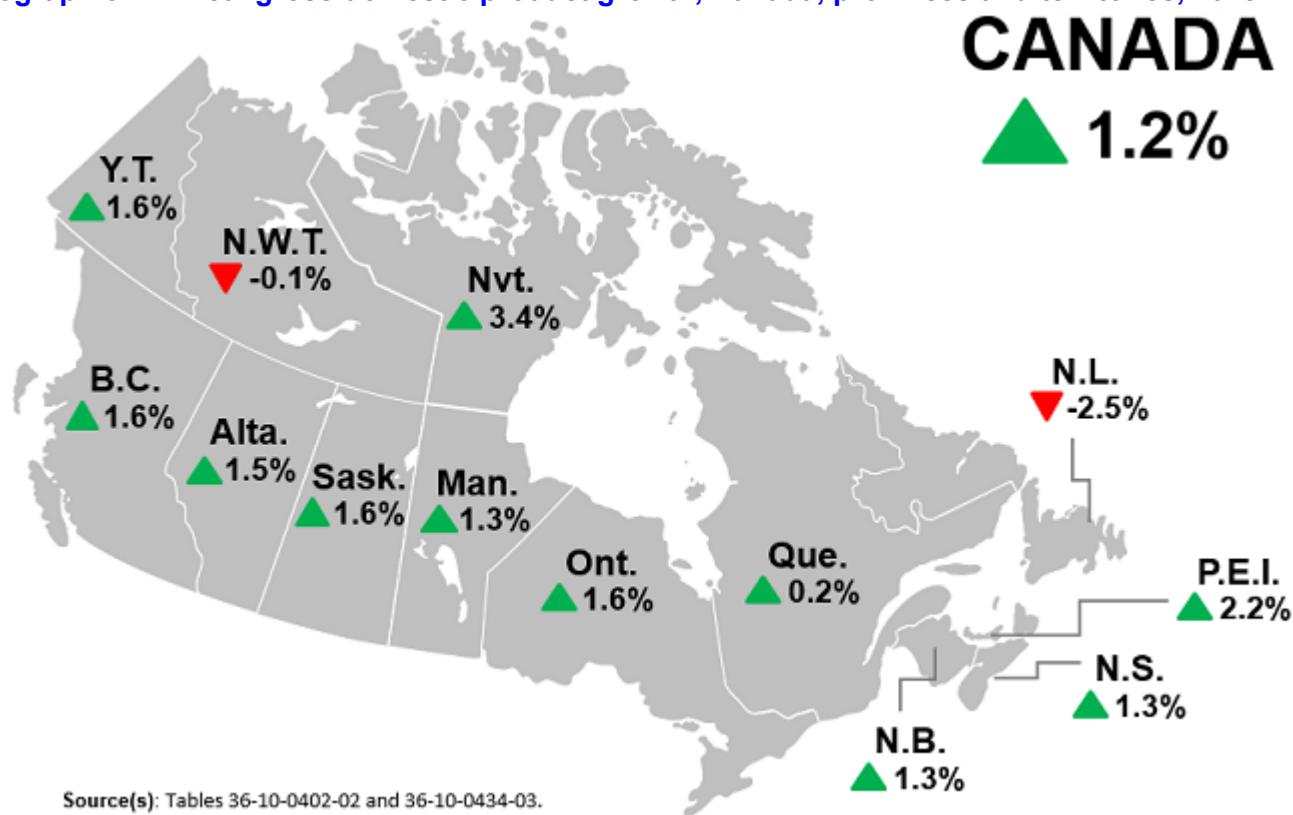 CANADA
1.2%
Y.T.
1.6%
N.W.T.
-0.1%
Nvt.
3.4%
B.C.
1.6%
Alta.
1.5%
Sask.
1.6%
Man.
1.3%
Ont.
1.6%
Que.
0.2%
N.L.
-2.5%
P.E.I.
2.2%
N.S.
1.3%
N.B.
1.3%
Source(s): Tables 36-10-0402-02 and 36-10-0434-03.